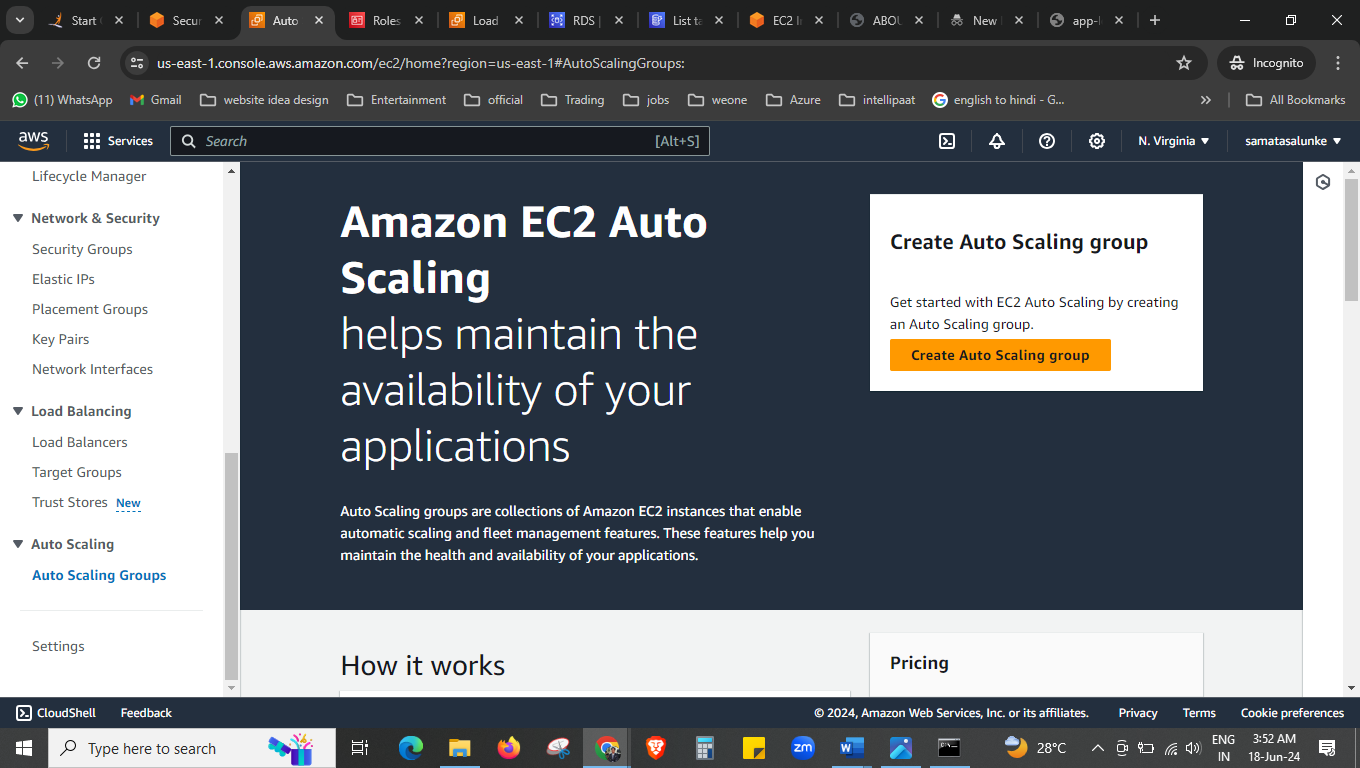 Start
Secur
Auto
Roles
Load
RDS |
List ta
EC2 I
ABOU
New
app-
us-east-1.console.aws.amazon.com/ec2/home?region=us-east-1#AutoScalingGroups:
Incognito
(11) WhatsApp
Gmail
website idea design
Entertainment
official
Trading
jobs
weone
Azure
intellipaat
english to hindi - G...
All Bookmarks
aws
Services
Search
[Alt+S]
N. Virginia
samatasalunke
Lifecycle Manager
Network & Security
Security Groups
Elastic IPs
Placement Groups
Key Pairs
Network Interfaces
Load Balancing
Load Balancers
Target Groups
Trust Stores New
Auto Scaling
Auto Scaling Groups
Settings
Amazon EC2 Auto
Scaling
helps maintain the
availability of your
applications
Auto Scaling groups are collections of Amazon EC2 instances that enable
automatic scaling and fleet management features. These features help you
maintain the health and availability of your applications.
Create Auto Scaling group
Get started with EC2 Auto Scaling by creating
an Auto Scaling group.
Create Auto Scaling group
How it works
Pricing
CloudShell
Feedback
© 2024, Amazon Web Services, Inc. or its affiliates.
Privacy
Terms
Cookie preferences
Type here to search
zm
28°C
ENG
IN
3:52 AM
18-Jun-24